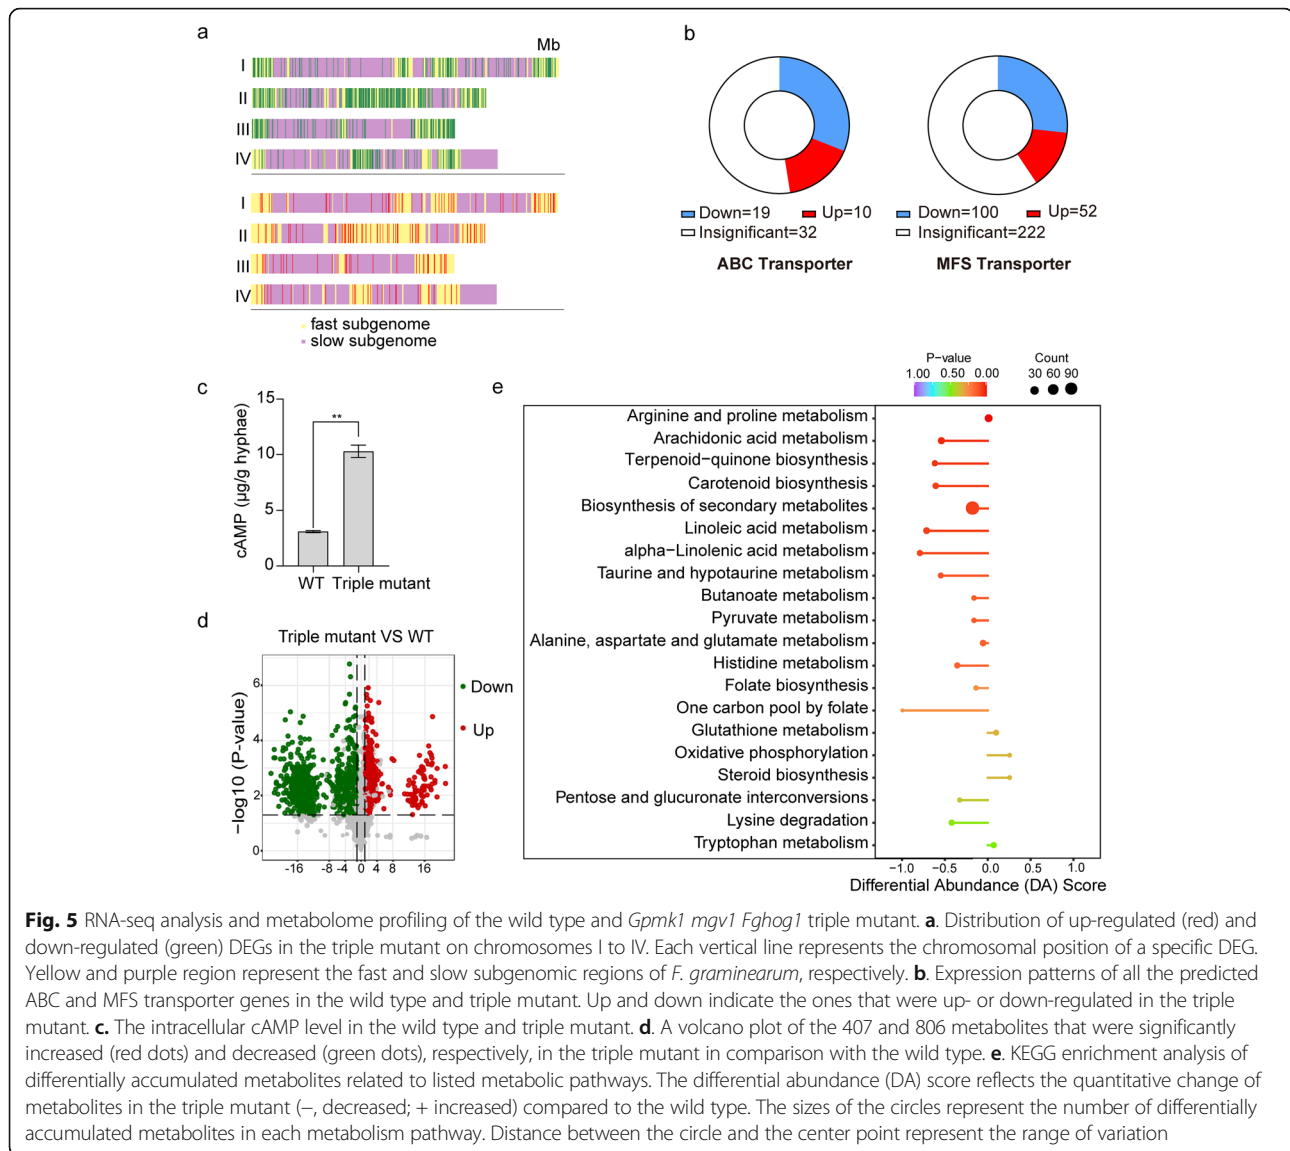 a
Mb
I
II
III
IV
I
II
III
IV
fast subgenome
slow subgenome
b
Down=19 Up=10
Insignificant=32
ABC Transporter
Down=100 Up=52
Insignificant=222
MFS Transporter
c
cAMP (µg/g hyphae)
15
10
5
0
**
WT Triple mutant
d
Triple mutant VS WT
−log10 (P-value)
6
4
2
0
-16 -8 -4 0 4 8 16
Down
Up
e
P−value
1.00 0.50 0.00
Count
30 60 90
Arginine and proline metabolism
Arachidonic acid metabolism
Terpenoid−quinone biosynthesis
Carotenoid biosynthesis
Biosynthesis of secondary metabolites
Linoleic acid metabolism
alpha−Linolenic acid metabolism
Taurine and hypotaurine metabolism
Butanoate metabolism
Pyruvate metabolism
Alanine, aspartate and glutamate metabolism
Histidine metabolism
Folate biosynthesis
One carbon pool by folate
Glutathione metabolism
Oxidative phosphorylation
Steroid biosynthesis
Pentose and glucuronate interconversions
Lysine degradation
Tryptophan metabolism
−1.0 −0.5 0.0 0.5 1.0
Differential Abundance (DA) Score
Fig. 5 RNA-seq analysis and metabolome profiling of the wild type and Gpmk1 mgv1 Fghog1 triple mutant. a. Distribution of up-regulated (red) and
down-regulated (green) DEGs in the triple mutant on chromosomes I to IV. Each vertical line represents the chromosomal position of a specific DEG.
Yellow and purple region represent the fast and slow subgenomic regions of F. graminearum, respectively. b. Expression patterns of all the predicted
ABC and MFS transporter genes in the wild type and triple mutant. Up and down indicate the ones that were up- or down-regulated in the triple
mutant. c. The intracellular cAMP level in the wild type and triple mutant. d. A volcano plot of the 407 and 806 metabolites that were significantly
increased (red dots) and decreased (green dots), respectively, in the triple mutant in comparison with the wild type. e. KEGG enrichment analysis of
differentially accumulated metabolites related to listed metabolic pathways. The differential abundance (DA) score reflects the quantitative change of
metabolites in the triple mutant (−, decreased; + increased) compared to the wild type. The sizes of the circles represent the number of differentially
accumulated metabolites in each metabolism pathway. Distance between the circle and the center point represent the range of variation